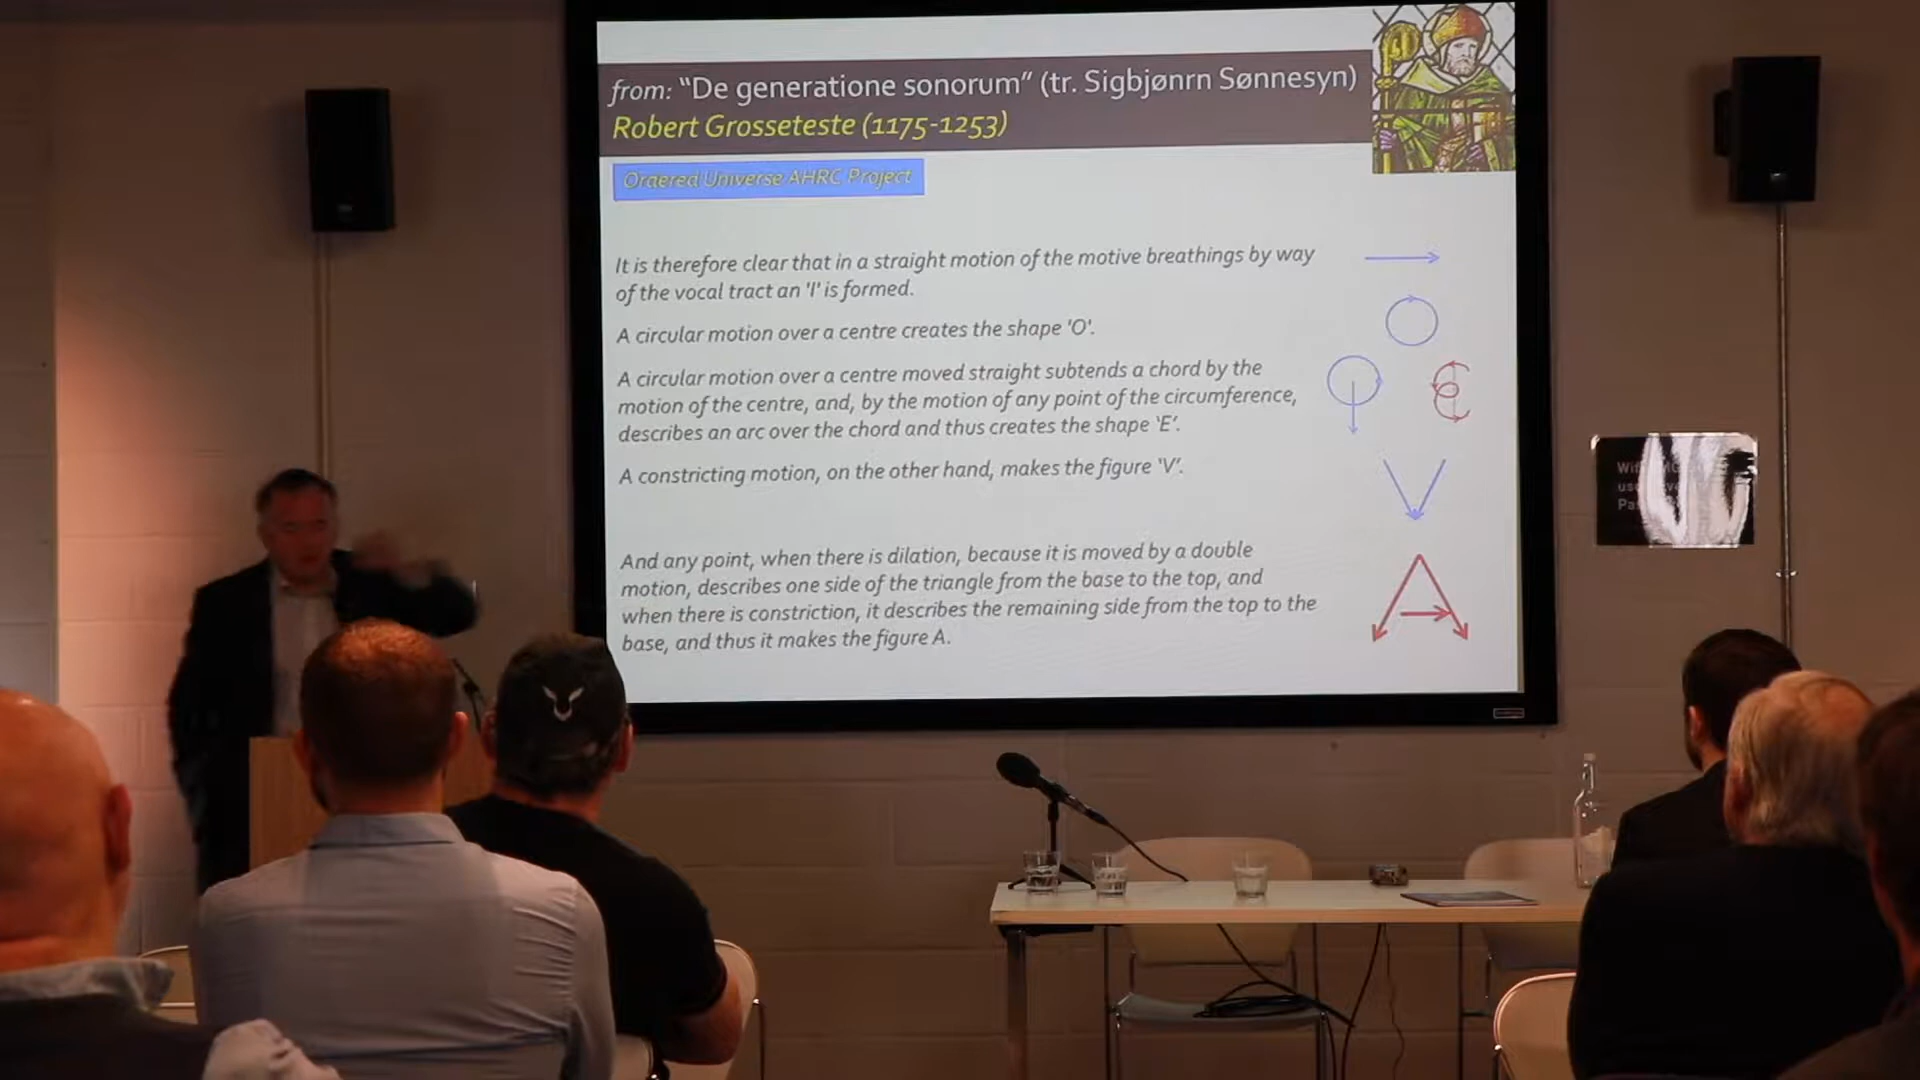 from: “De generatione sonorum” (tr. Sigbjønrn Sønnesyn)
Robert Grosseteste (1175-1253)
Oraered Universe AHRC Project
It is therefore clear that in a straight motion of the motive breathings by way
of the vocal tract an 'I' is formed.
A circular motion over a centre creates the shape 'O'.
A circular motion over a centre moved straight subtends a chord by the
motion of the centre, and, by the motion of any point of the circumference,
describes an arc over the chord and thus creates the shape ‘E’.
A constricting motion, on the other hand, makes the figure ‘V’.
And any point, when there is dilation, because it is moved by a double
motion, describes one side of the triangle from the base to the top, and
when there is constriction, it describes the remaining side from the top to the
base, and thus it makes the figure A.